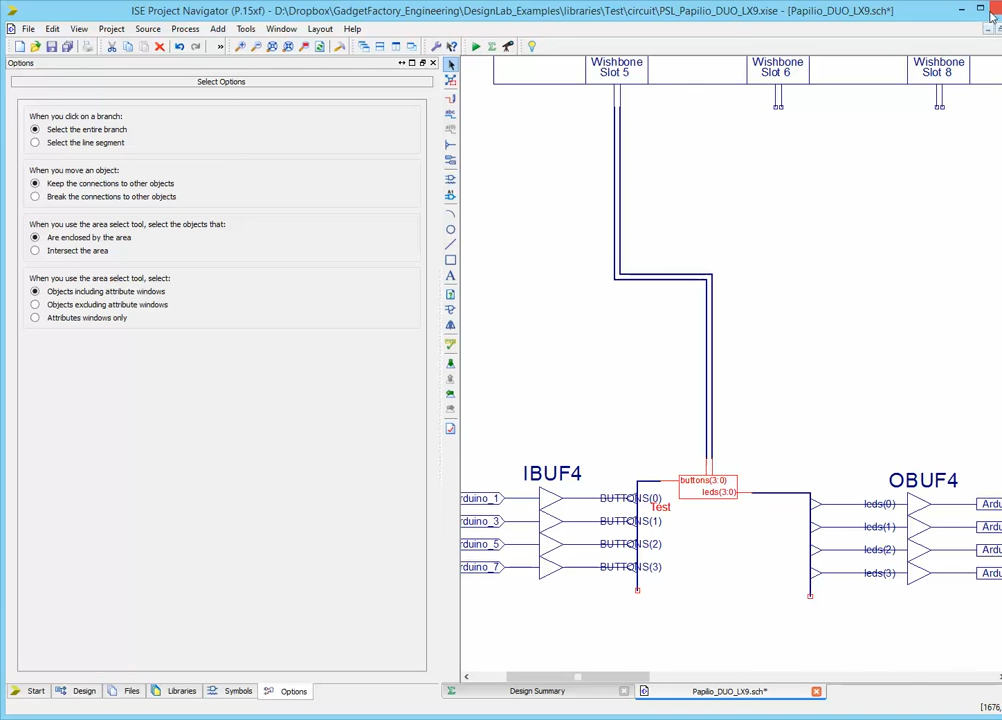 ISE Project Navigator (P.15xf) - D:\Dropbox\GadgetFactory_Engineering\DesignLab_Examples\libraries\Test\circuit\PSL_Papilio_DUO_LX9.xise - [Papilio_DUO_LX9.sch*]
File Edit View Project Source Process Add Tools Window Layout Help
Options
Select Options
When you click on a branch:
Select the entire branch
Select the line segment
When you move an object:
Keep the connections to other objects
Break the connections to other objects
When you use the area select tool, select the objects that:
Are enclosed by the area
Intersect the area
When you use the area select tool, select:
Objects including attribute windows
Objects excluding attribute windows
Attributes windows only
Wishbone
Slot 5
Wishbone
Slot 6
Wishbone
Slot 8
IBUF4
OBUF4
buttons(3:0)
leds(3:0)
Test
rduino_1
BUTTONS(0)
rduino_3
BUTTONS(1)
rduino_5
BUTTONS(2)
rduino_7
BUTTONS(3)
leds(0)
Ardu
leds(1)
Ardu
leds(2)
Ardu
leds(3)
Ardu
Start Design Files Libraries Symbols Options
Design Summary
Papilio_DUO_LX9.sch*
[1676,